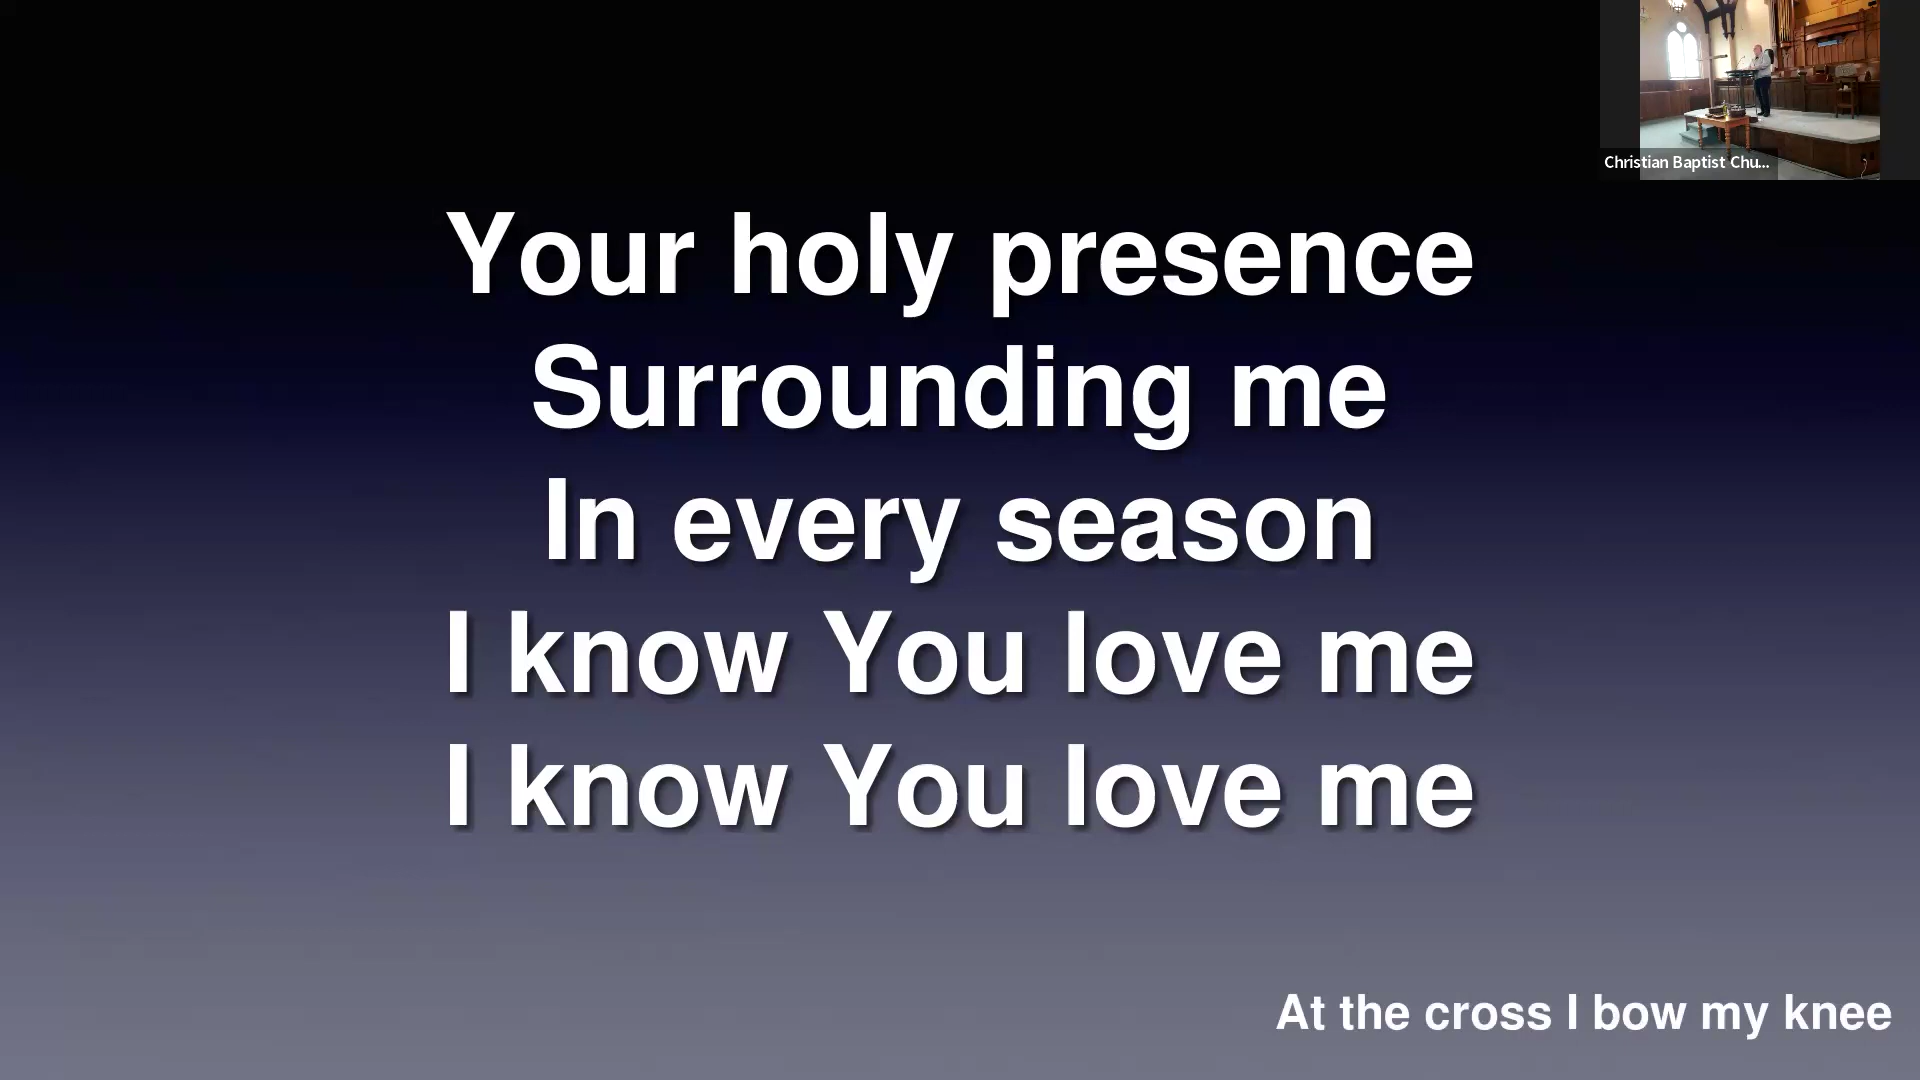 Christian Baptist Chu...
Your holy presence
Surrounding me
In every season
I know You love me
I know You love me
At the cross I bow my knee